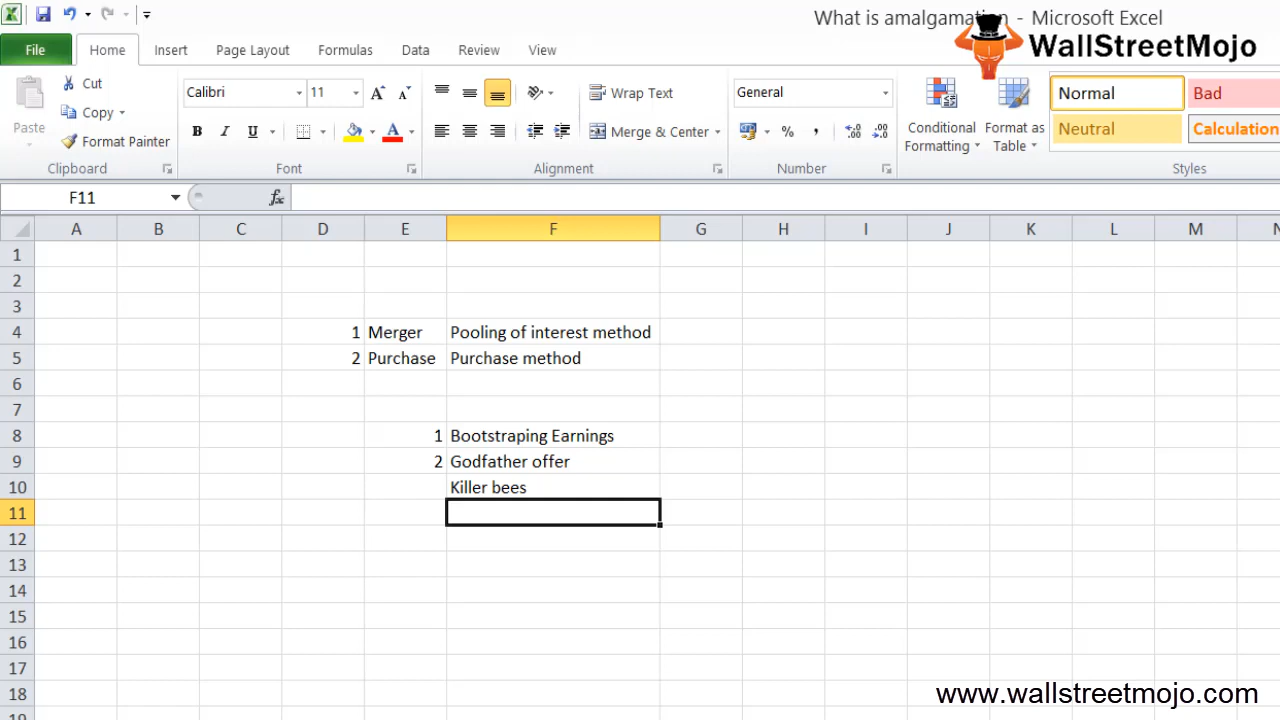 What is amalgamation - Microsoft Excel
WallStreetMojo
File Home Insert Page Layout Formulas Data Review View
Paste
Cut
Copy
Format Painter
Clipboard
Calibri 11
A A
B I U A
Font
Wrap Text
Merge & Center
Alignment
General
% ,
Number
Conditional Formatting
Format as Table
Normal Bad
Neutral Calculation
Styles
F11 fx
A B C D E F G H I J K L M N
1
2
3
4 1 Merger Pooling of interest method
5 2 Purchase Purchase method
6
7
8 1 Bootstraping Earnings
9 2 Godfather offer
10 Killer bees
11
12
13
14
15
16
17
18
19
www.wallstreetmojo.com